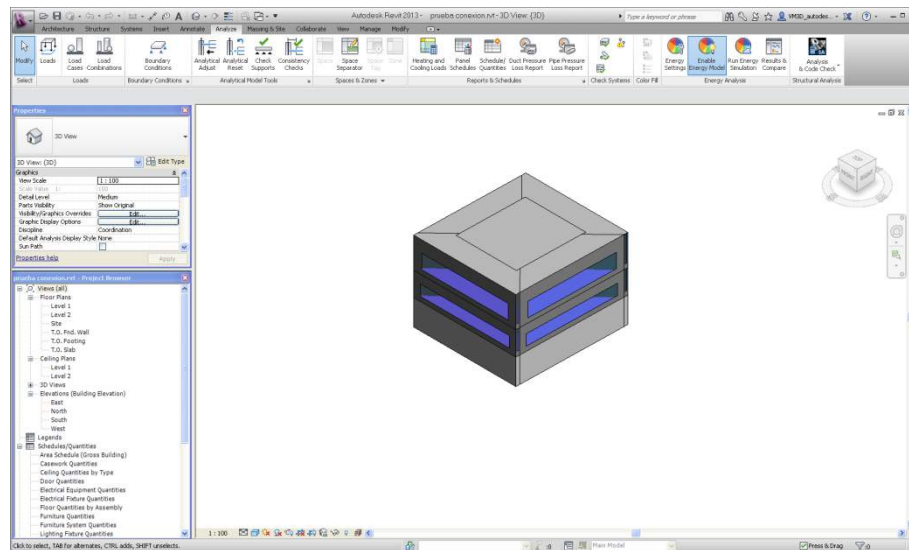 Autodesk Revit 2013 - prueba conexion.rvt - 3D View: {3D}
Type a keyword or phrase
VM3D_autodes...
Architecture Structure Systems Insert Annotate Analyze Massing & Site Collaborate View Manage Modify
Modify
Loads
Load Cases
Load Combinations
Boundary Conditions
Analytical Adjust
Analytical Reset
Check Supports
Consistency Checks
Space
Space Separator
Space Tag
Zone
Heating and Cooling Loads
Panel Schedules
Schedule/ Quantities
Duct Pressure Loss Report
Pipe Pressure Loss Report
Energy Settings
Enable Energy Model
Run Energy Simulation
Results & Compare
Analysis & Code Check
Select
Loads
Boundary Conditions
Analytical Model Tools
Spaces & Zones
Reports & Schedules
Check Systems
Color Fill
Energy Analysis
Structural Analysis
Properties
3D View
3D View: {3D}
Edit Type
Graphics
View Scale 1 : 100
Scale Value 1: 100
Detail Level Medium
Parts Visibility Show Original
Visibility/Graphics Overrides Edit...
Graphic Display Options Edit...
Discipline Coordination
Default Analysis Display Style None
Sun Path
Properties help
Apply
prueba conexion.rvt - Project Browser
Views (all)
Floor Plans
Level 1
Level 2
Site
T.O. Fnd. Wall
T.O. Footing
T.O. Slab
Ceiling Plans
Level 1
Level 2
3D Views
Elevations (Building Elevation)
East
North
South
West
Legends
Schedules/Quantities
Area Schedule (Gross Building)
Casework Quantities
Ceiling Quantities by Type
Door Quantities
Electrical Equipment Quantities
Electrical Fixture Quantities
Floor Quantities by Assembly
Furniture Quantities
Furniture System Quantities
Lighting Fixture Quantities
TOP
FRONT
RIGHT
1 : 100
Click to select, TAB for alternates, CTRL adds, SHIFT unselects.
:0
Main Model
Press & Drag
:0